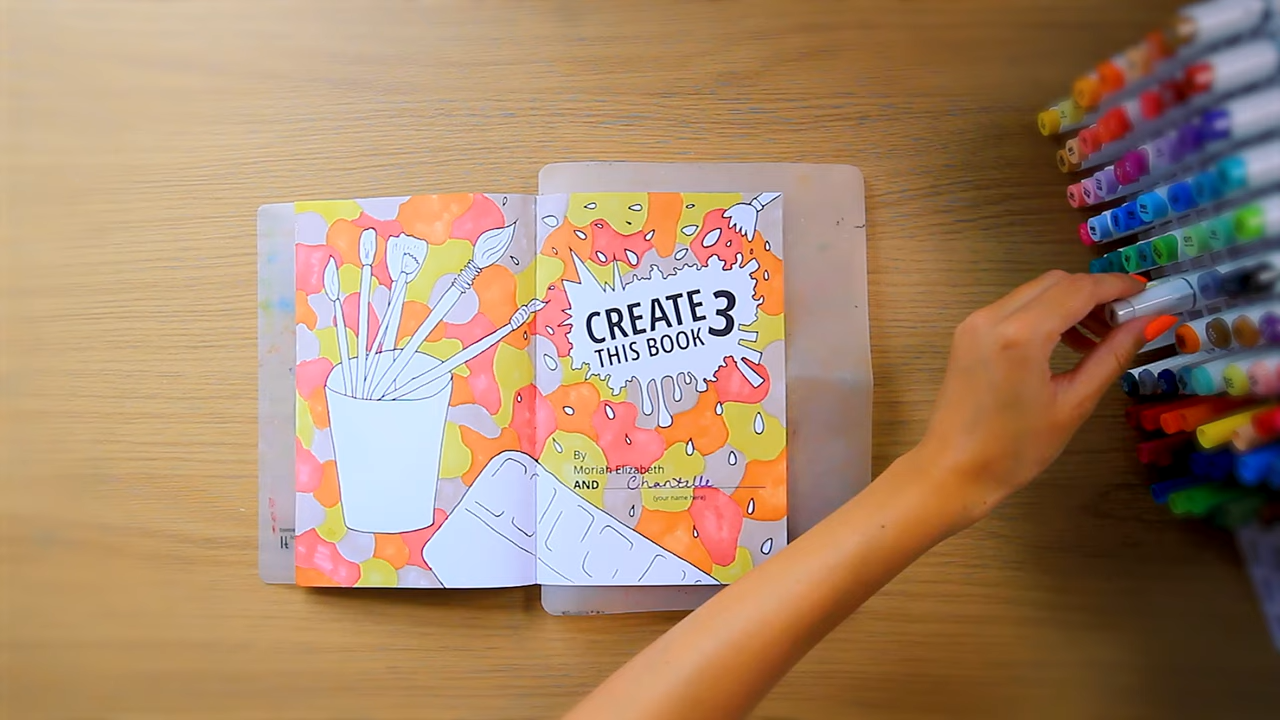 CREATE
THIS BOOK 3
By
Moriah Elizabeth
AND Chantelle
(your name here)